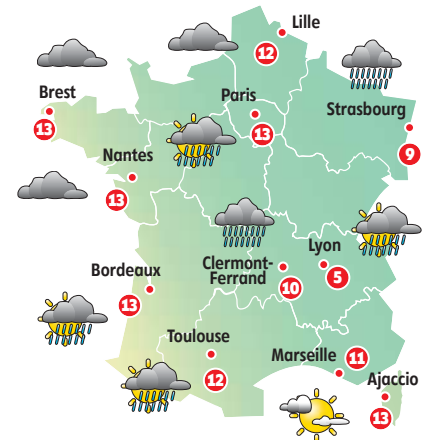 Lille
12
Brest
13
Paris
13
Strasbourg
9
Nantes
13
Lyon
5
Clermont-
Ferrand
10
Bordeaux
13
Toulouse
12
Marseille
11
Ajaccio
13